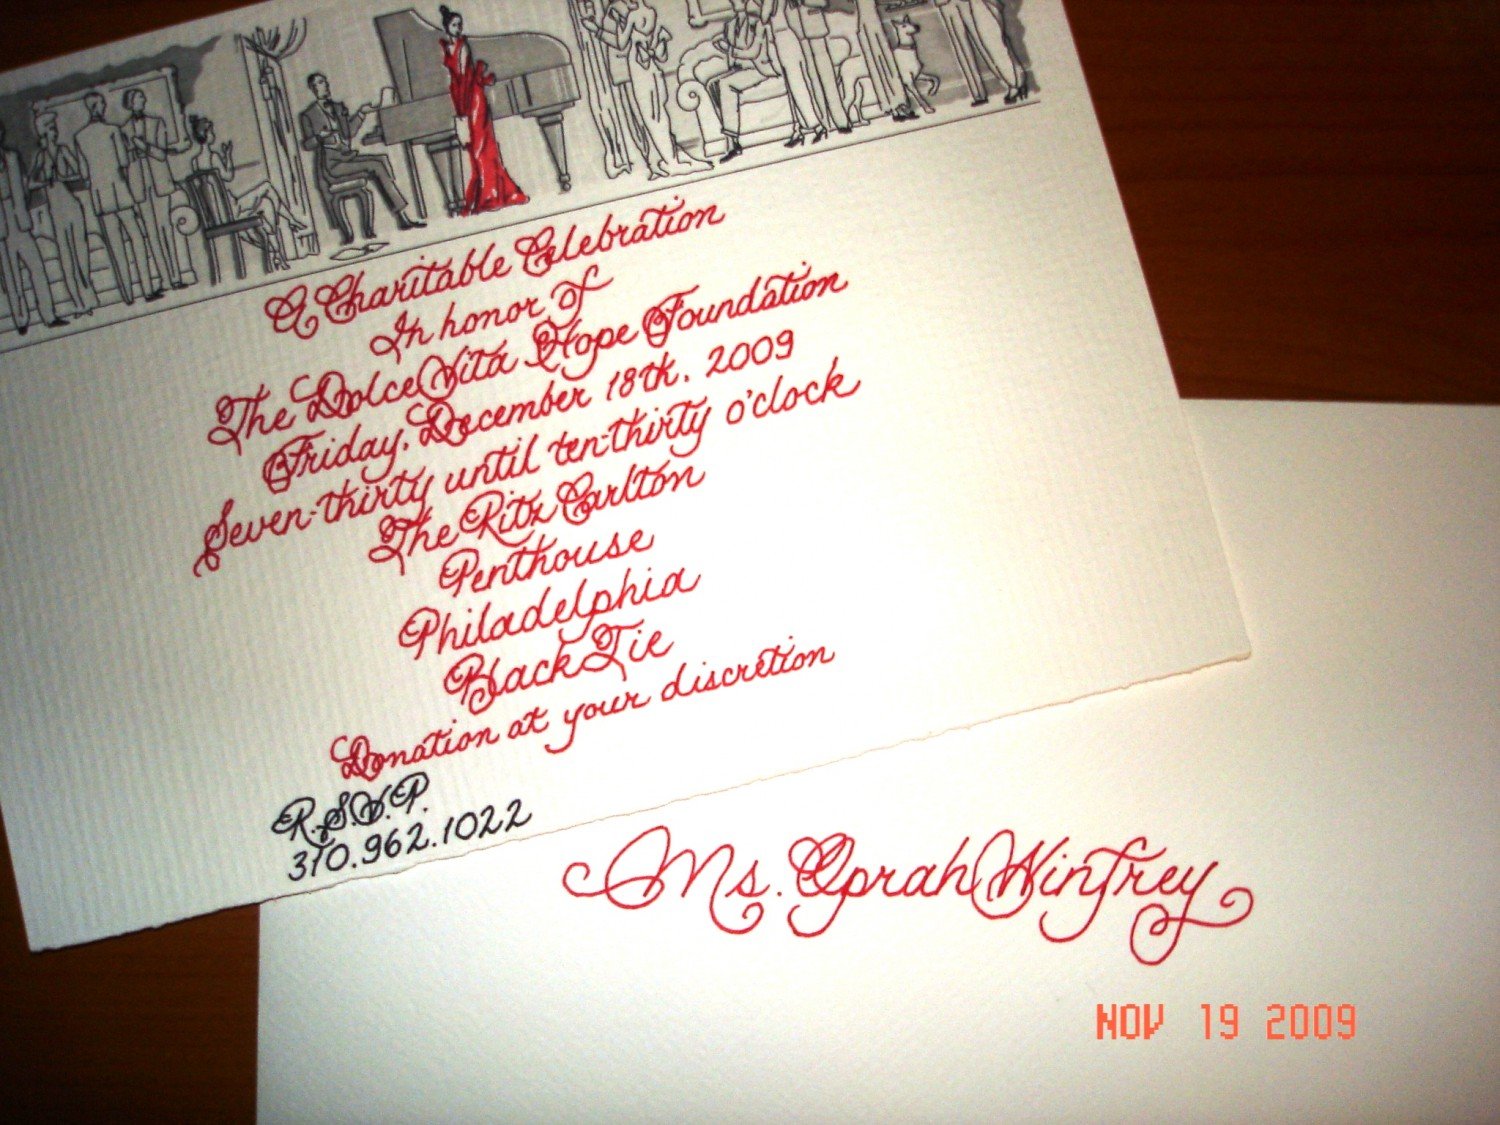 A Charitable Celebration
In honor of
The Dolce Vita Hope Foundation
Friday, December 18th, 2009
Seven-thirty until ten-thirty o'clock
The Ritz Carlton
Penthouse
Philadelphia
Black Tie
Donation at your discretion
R.S.V.P.
310.962.1022
Ms. Oprah Winfrey
NOV 19 2009